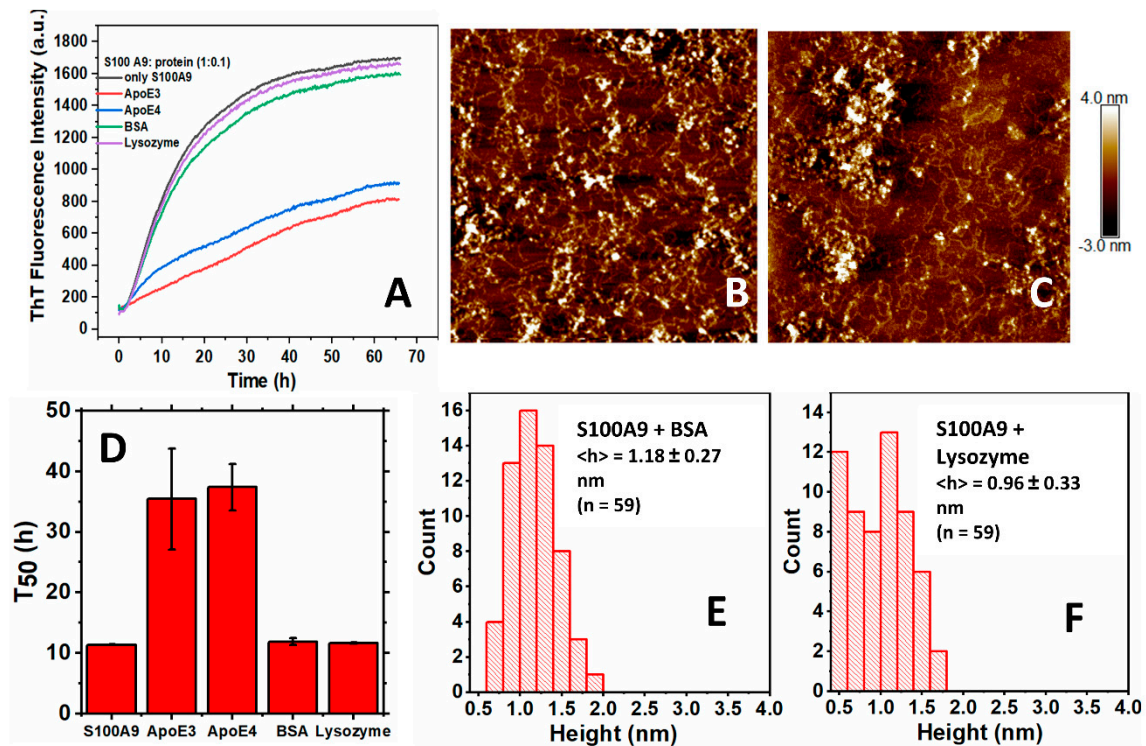 ThT Fluorescence Intensity (a.u.)
1800
1600
1400
1200
1000
800
600
400
200
0
S100 A9: protein (1:0.1)
only S100A9
ApoE3
ApoE4
BSA
Lysozyme
A
0 10 20 30 40 50 60 70
Time (h)
B
C
4.0 nm
-3.0 nm
T50 (h)
50
40
30
20
10
0
D
S100A9 ApoE3 ApoE4 BSA Lysozyme
Count
16
14
12
10
8
6
4
2
0
S100A9 + BSA
<h> = 1.18 ± 0.27
nm
(n = 59)
E
0.5 1.0 1.5 2.0 2.5 3.0 3.5 4.0
Height (nm)
Count
14
12
10
8
6
4
2
0
S100A9 +
Lysozyme
<h> = 0.96 ± 0.33
nm
(n = 59)
F
0.5 1.0 1.5 2.0 2.5 3.0 3.5 4.0
Height (nm)